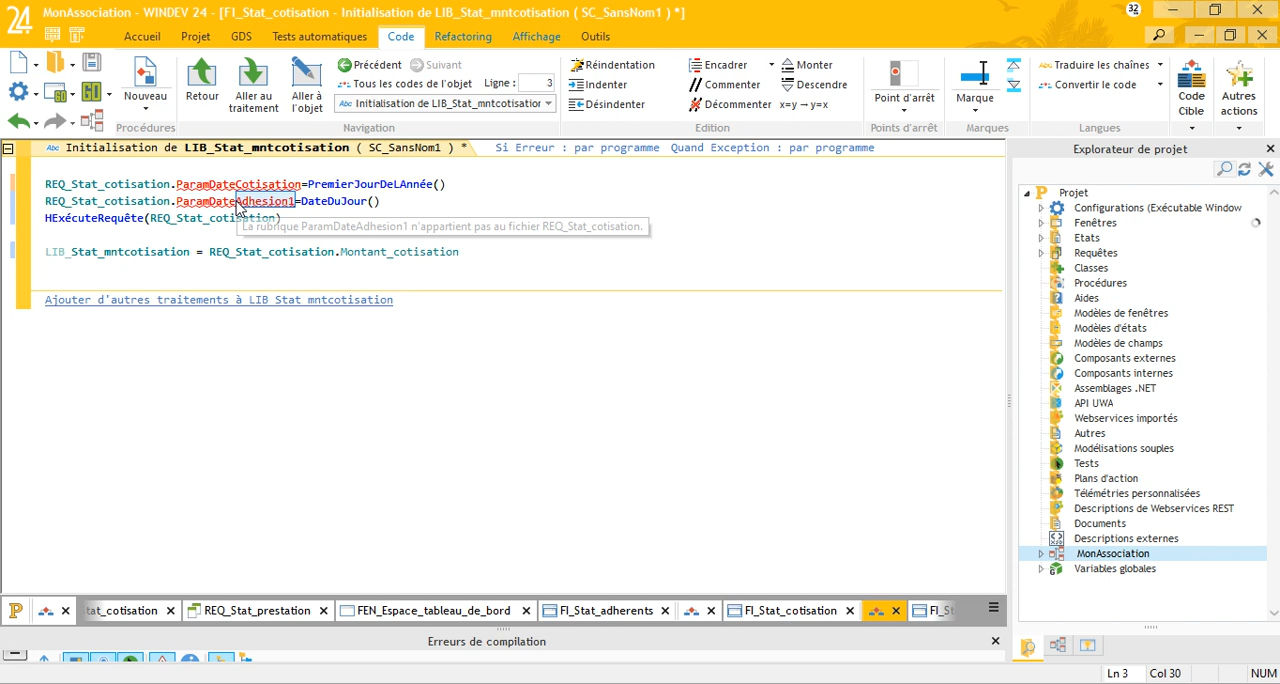 24 MonAssociation - WINDEV 24 - [FI_Stat_cotisation - Initialisation de LIB_Stat_mntcotisation ( SC_SansNom1 ) *] 32
Accueil Projet GDS Tests automatiques Code Refactoring Affichage Outils
Nouveau
Procédures
Retour
Aller au traitement
Aller à l'objet
Précédent Suivant
Tous les codes de l'objet Ligne : 3
Abc Initialisation de LIB_Stat_mntcotisation
Navigation
Réindentation
Indenter
Désindenter
Encadrer
// Commenter
Décommenter
Monter
Descendre
x=y→y=x
Edition
Point d'arrêt
Points d'arrêt
Marque
Marques
Abc Traduire les chaînes
Convertir le code
Langues
Code Cible
Autres actions
Abc Initialisation de LIB_Stat_mntcotisation ( SC_SansNom1 ) * Si Erreur : par programme Quand Exception : par programme
REQ_Stat_cotisation.ParamDateCotisation=PremierJourDeLAnnée()
REQ_Stat_cotisation.ParamDateAdhesion1=DateDuJour()
HExécuteRequête(REQ_Stat_cotisation)
La rubrique ParamDateAdhesion1 n'appartient pas au fichier REQ_Stat_cotisation.
LIB_Stat_mntcotisation = REQ_Stat_cotisation.Montant_cotisation
Ajouter d'autres traitements à LIB Stat mntcotisation
Explorateur de projet
Projet
Configurations (Exécutable Window
Fenêtres
Etats
Requêtes
Classes
Procédures
Aides
Modèles de fenêtres
Modèles d'états
Modèles de champs
Composants externes
Composants internes
Assemblages .NET
API UWA
Webservices importés
Autres
Modélisations souples
Tests
Plans d'action
Télémétries personnalisées
Descriptions de Webservices REST
Documents
Descriptions externes
MonAssociation
Variables globales
tat_cotisation REQ_Stat_prestation FEN_Espace_tableau_de_bord FI_Stat_adherents FI_Stat_cotisation FI_St
Erreurs de compilation
Ln 3 Col 30 NUM